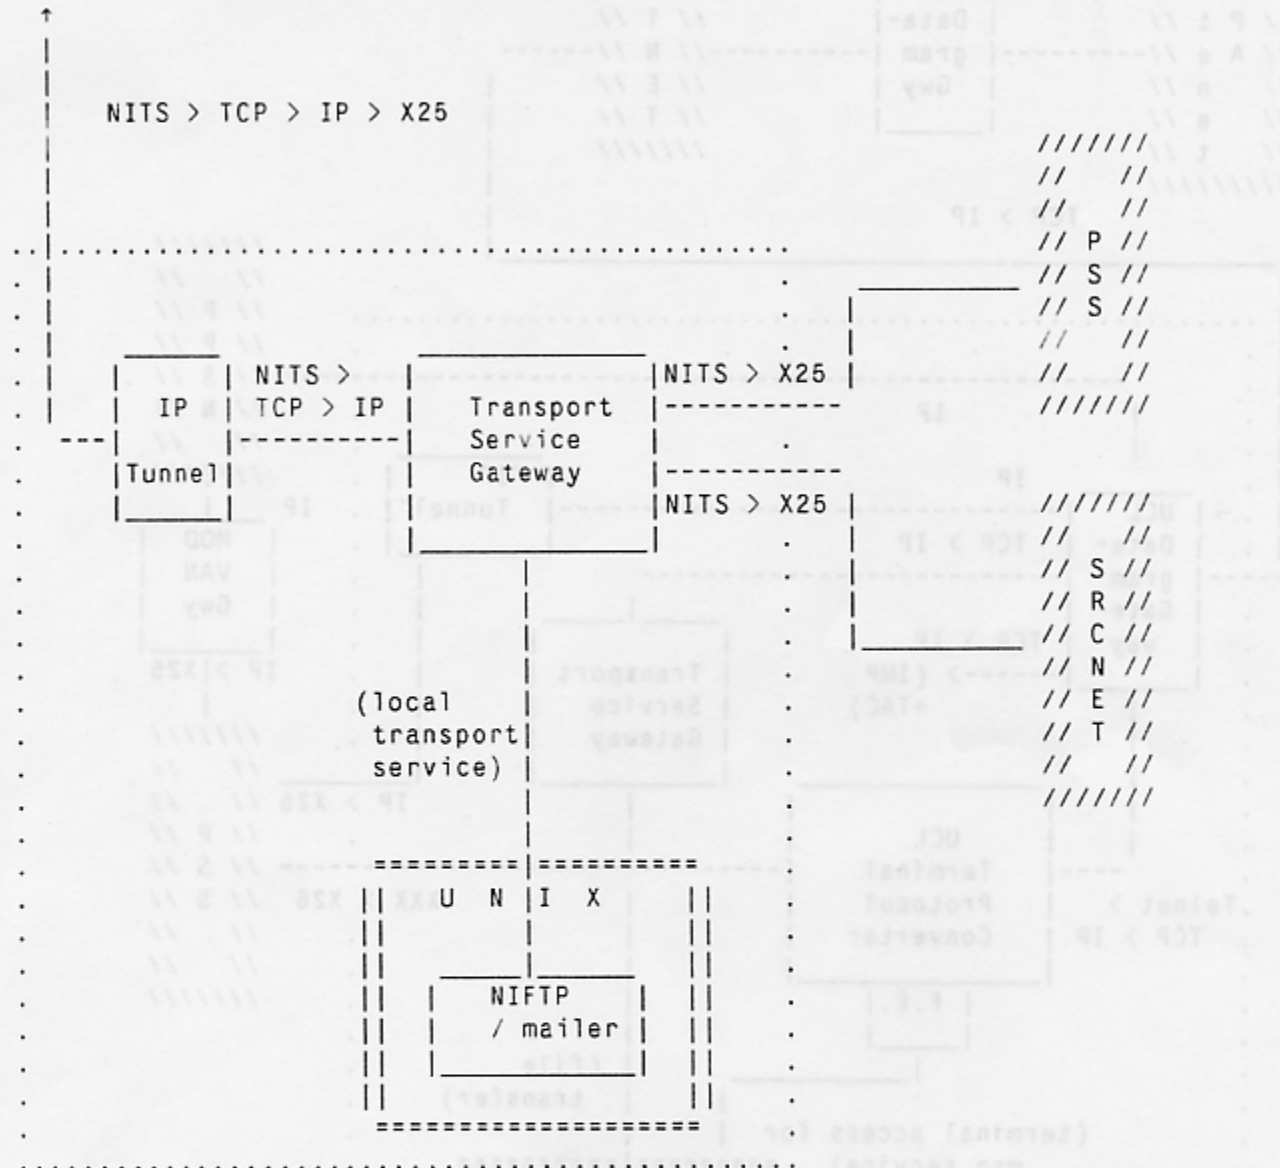 NITS > TCP > IP > X25
P
S
S
NITS >
TCP > IP
IP
Tunnel
Transport
Service
Gateway
NITS > X25
NITS > X25
S
R
C
N
E
T
(local
transport
service)
U N I X
NIFTP
/ mailer